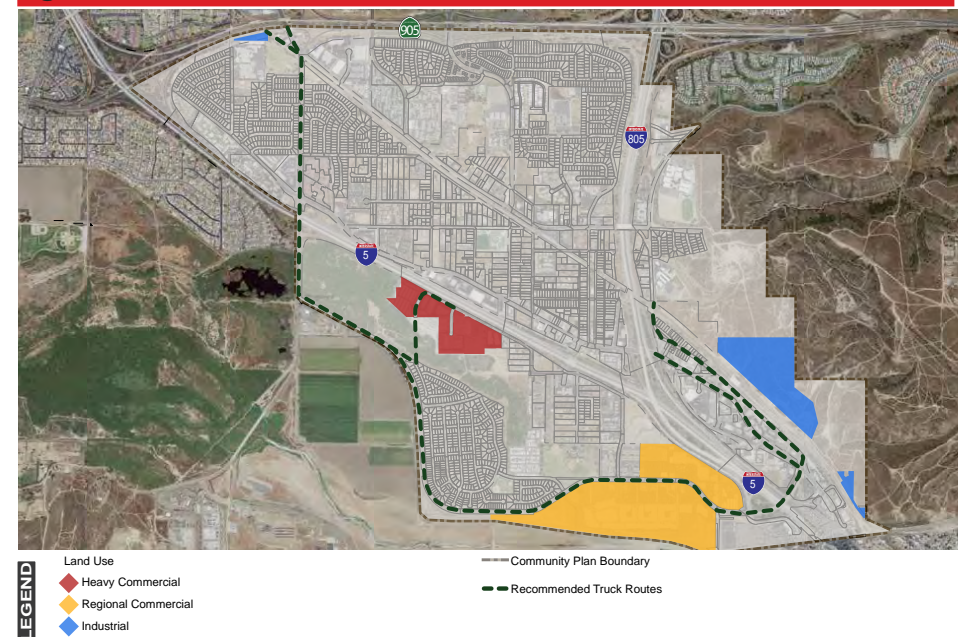 905
805
5
5
LEGEND
Land Use
Heavy Commercial
Regional Commercial
Industrial
Community Plan Boundary
Recommended Truck Routes